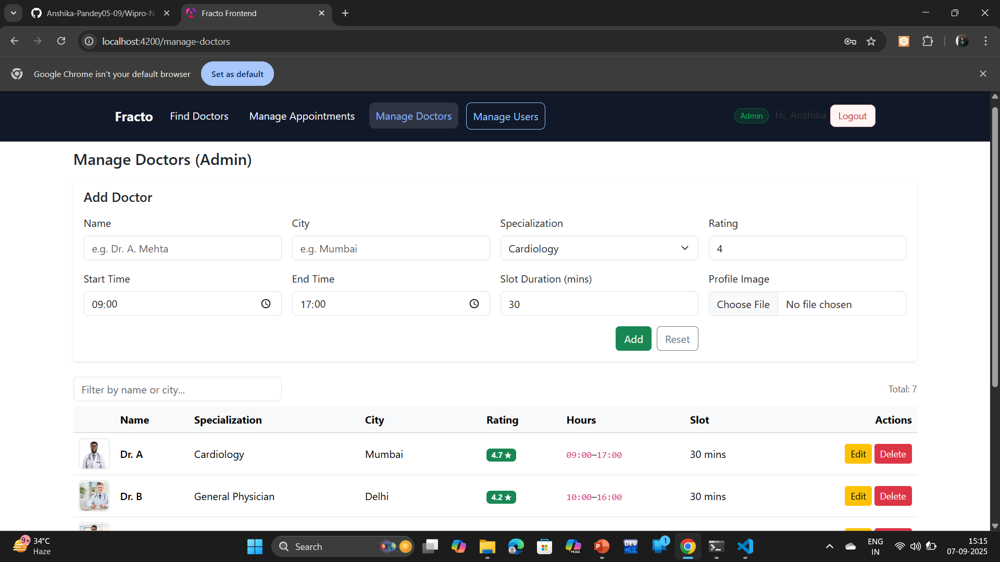 Anshika-Pandey05-09/Wipro-N
Fracto Frontend
localhost:4200/manage-doctors
Google Chrome isn't your default browser
Set as default
Fracto
Find Doctors
Manage Appointments
Manage Doctors
Manage Users
Admin
Hi, Anshika
Logout
Manage Doctors (Admin)
Add Doctor
Name
City
Specialization
Rating
e.g. Dr. A. Mehta
e.g. Mumbai
Cardiology
4
Start Time
End Time
Slot Duration (mins)
Profile Image
09:00
17:00
30
Choose File
No file chosen
Add
Reset
Filter by name or city...
Total: 7
Name Specialization City Rating Hours Slot Actions
Dr. A Cardiology Mumbai 4.7 ★ 09:00–17:00 30 mins Edit Delete
Dr. B General Physician Delhi 4.2 ★ 10:00–16:00 30 mins Edit Delete
9+
34°C
Haze
Search
M365
P
DEV
1
ENG
IN
15:15
07-09-2025